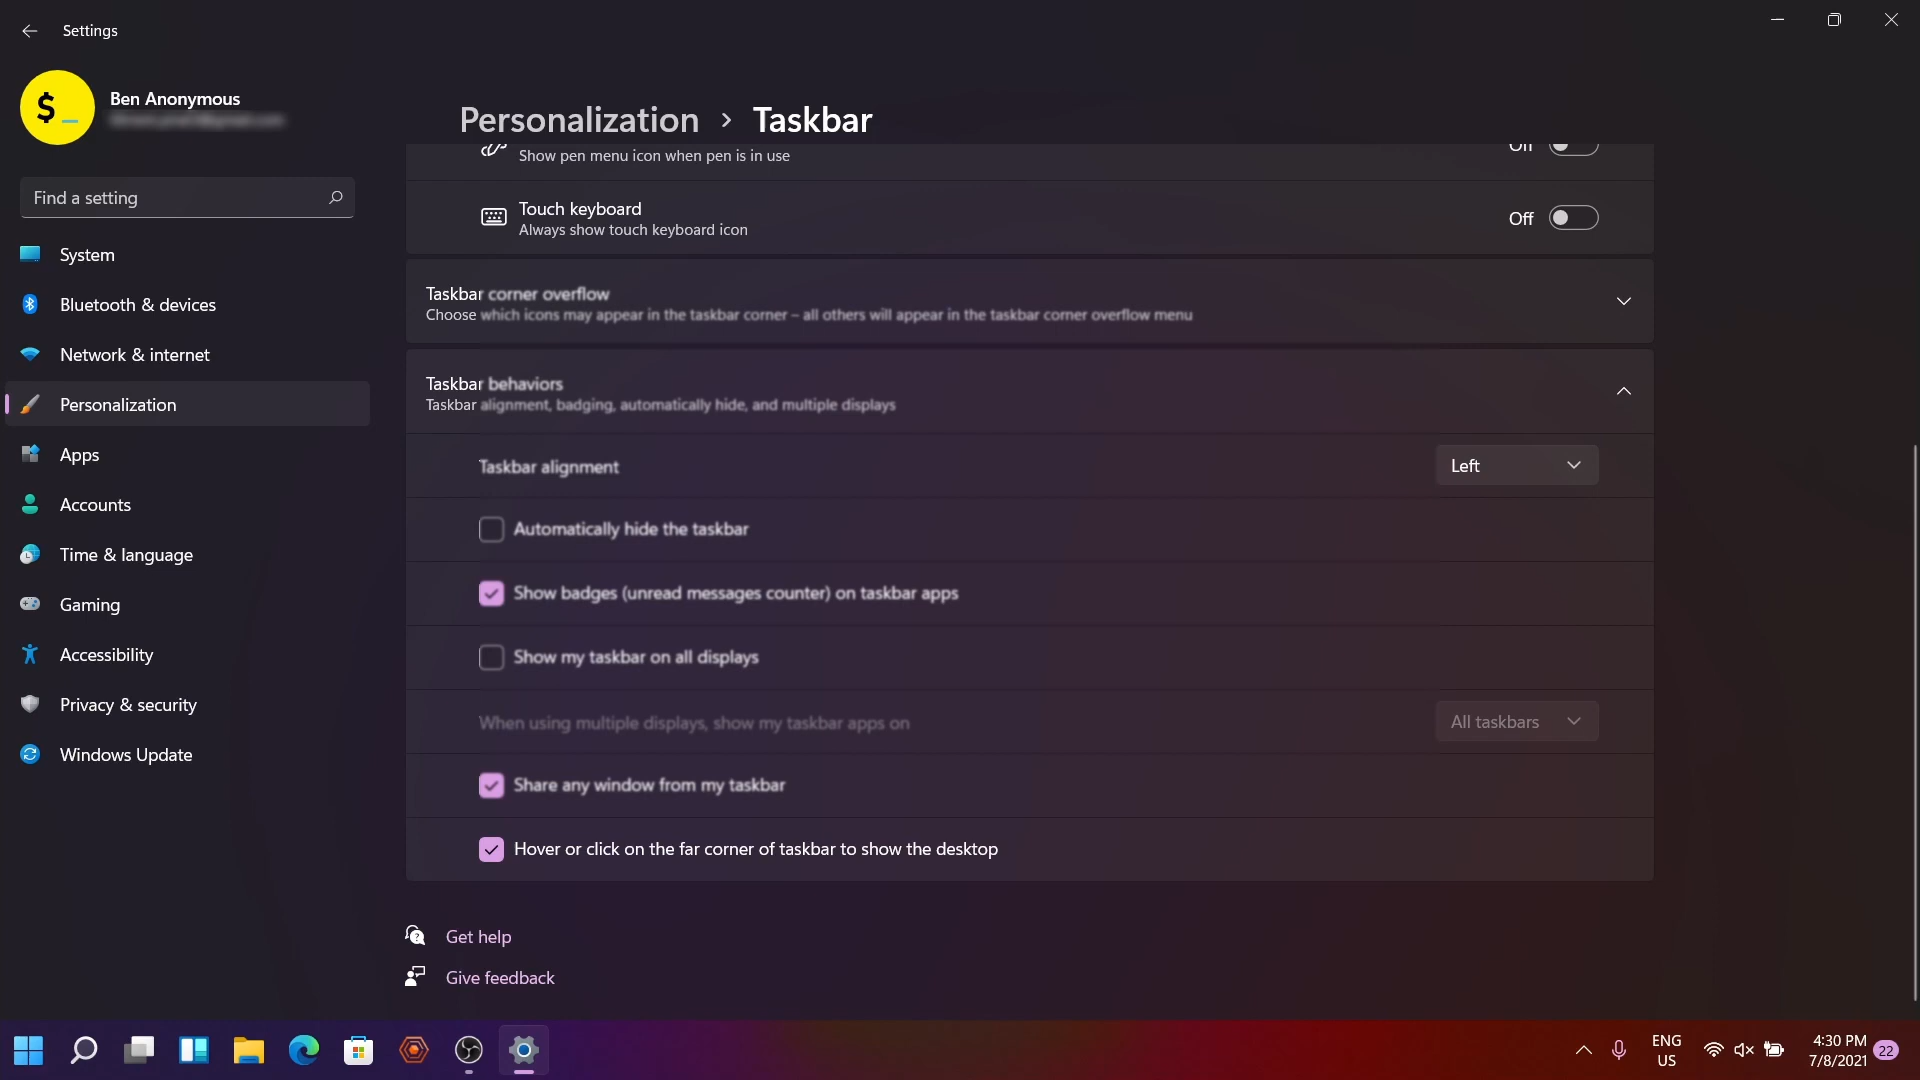 Settings
Ben Anonymous
Find a setting
System
Bluetooth & devices
Network & internet
Personalization
Apps
Accounts
Time & language
Gaming
Accessibility
Privacy & security
Windows Update
Personalization > Taskbar
Show pen menu icon when pen is in use
Off
Touch keyboard
Always show touch keyboard icon
Off
Taskbar corner overflow
Choose which icons may appear in the taskbar corner – all others will appear in the taskbar corner overflow menu
Taskbar behaviors
Taskbar alignment, badging, automatically hide, and multiple displays
Taskbar alignment
Left
Automatically hide the taskbar
Show badges (unread messages counter) on taskbar apps
Show my taskbar on all displays
When using multiple displays, show my taskbar apps on
All taskbars
Share any window from my taskbar
Hover or click on the far corner of taskbar to show the desktop
Get help
Give feedback
ENG
US
4:30 PM
7/8/2021
22